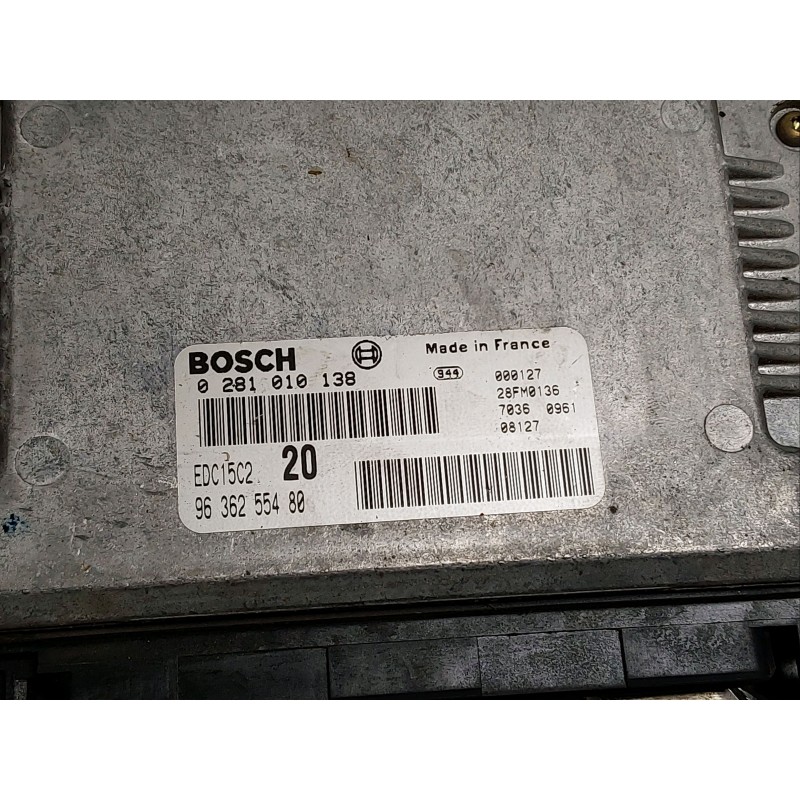 BOSCH Made in France
0 281 010 138 944 000127
28FM0136
7036 0961
08127
EDC15C2 20
96 362 554 80